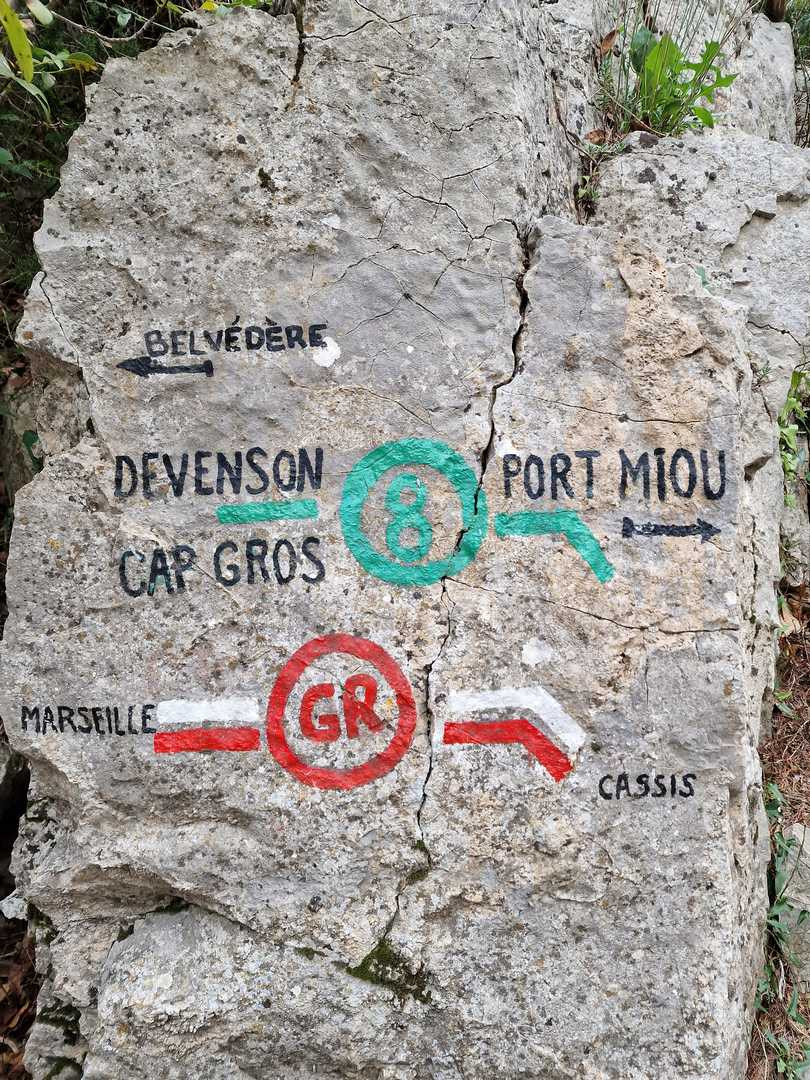 BELVÉDÈRE
DEVENSON 8 PORT MIOU
CAP GROS
MARSEILLE GR
CASSIS